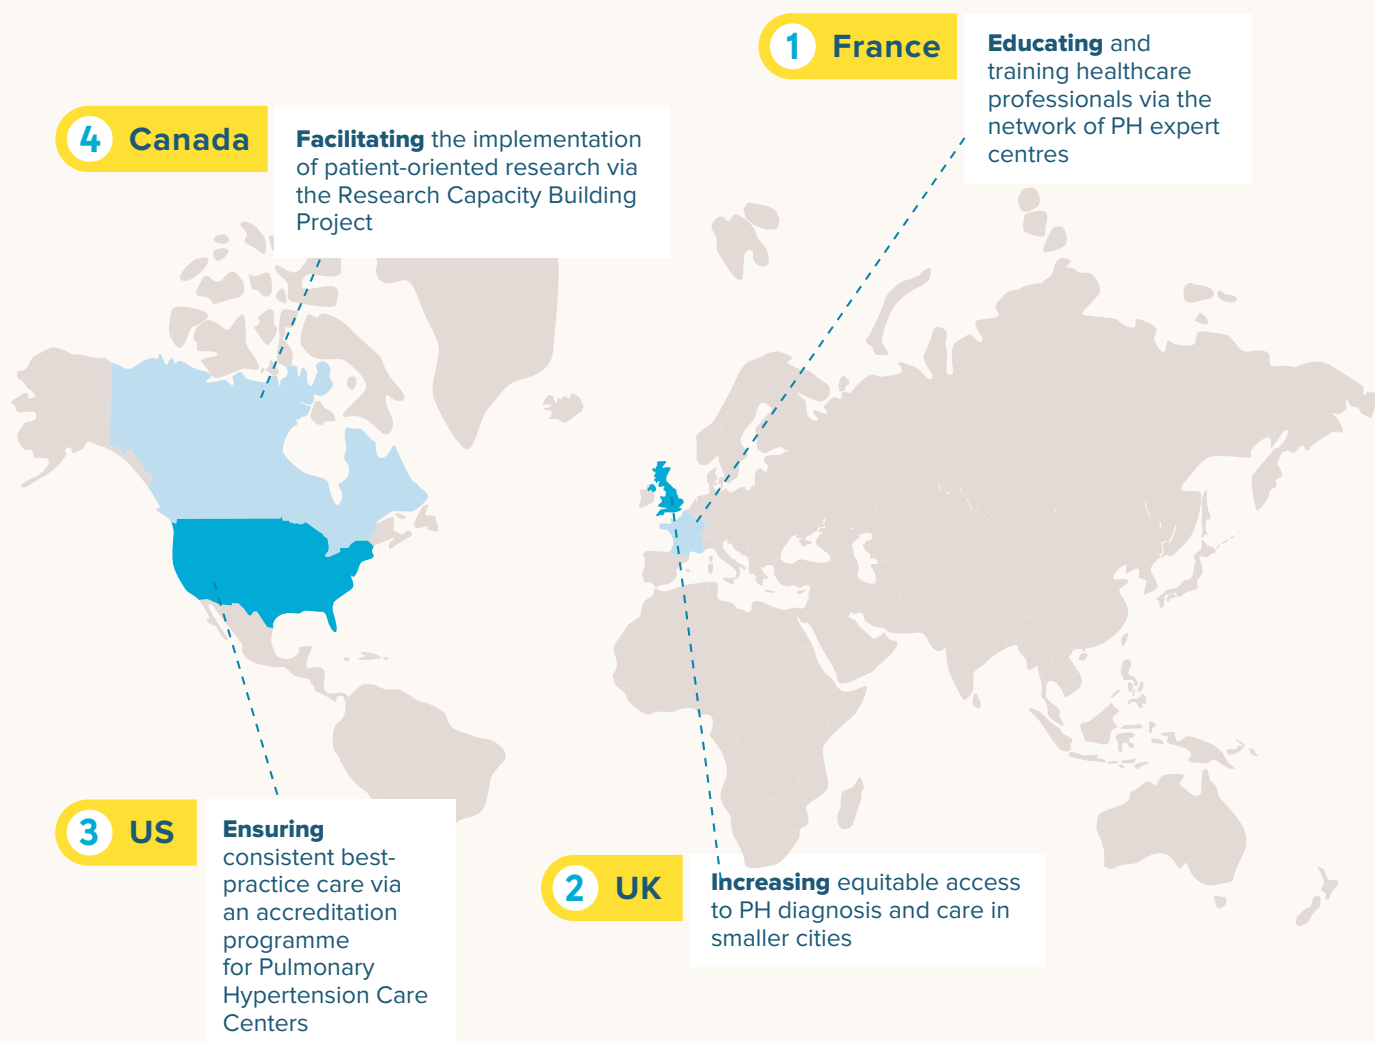 1 France
Educating and
training healthcare
professionals via the
network of PH expert
centres
4 Canada
Facilitating the implementation
of patient-oriented research via
the Research Capacity Building
Project
3 US
Ensuring
consistent best-
practice care via
an accreditation
programme
for Pulmonary
Hypertension Care
Centers
2 UK
Increasing equitable access
to PH diagnosis and care in
smaller cities